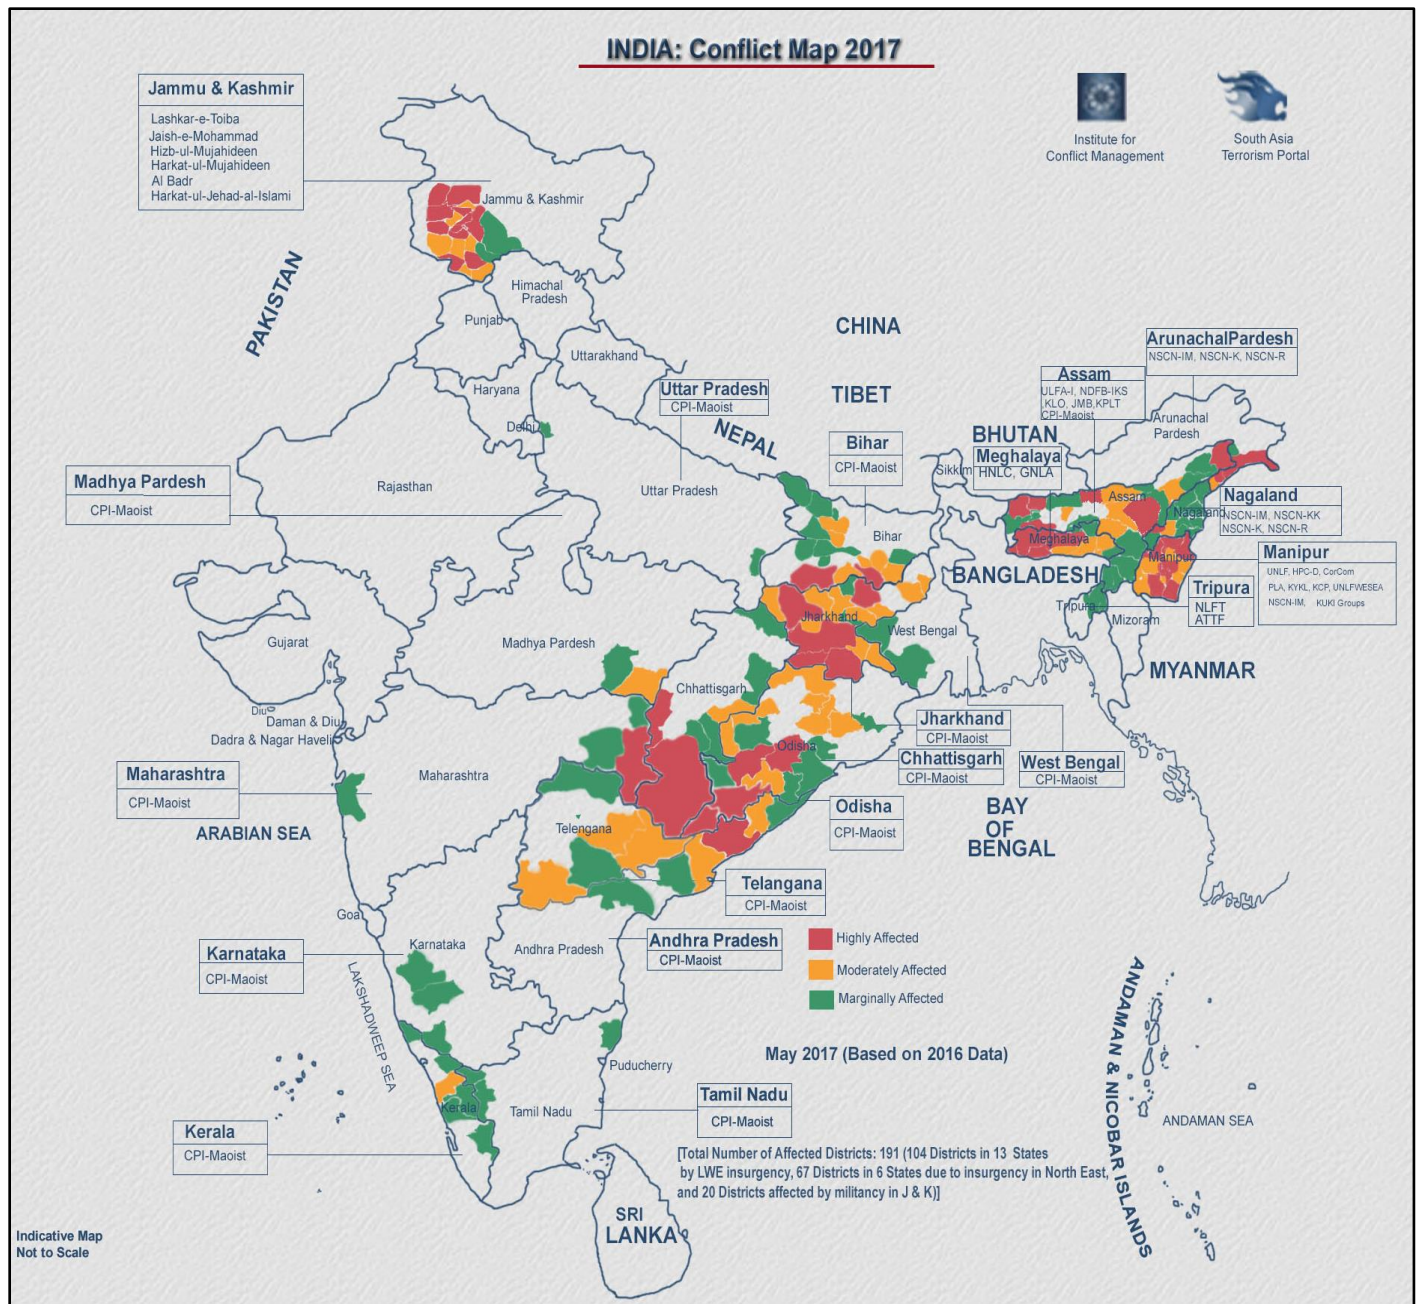 INDIA: Conflict Map 2017
Institute for
Conflict Management
South Asia
Terrorism Portal
Jammu & Kashmir
Lashkar-e-Toiba
Jaish-e-Mohammad
Hizb-ul-Mujahideen
Harkat-ul-Mujahideen
Al Badr
Harkat-ul-Jehad-al-Islami
Jammu & Kashmir
PAKISTAN
Himachal
Pradesh
Punjab
Uttarakhand
Haryana
Delhi
CHINA
TIBET
NEPAL
BHUTAN
ArunachalPardesh
NSCN-IM, NSCN-K, NSCN-R
Assam
ULFA-I, NDFB-IKS
KLO, JMB,KPLT
CPI-Maoist
Arunachal
Pardesh
Uttar Pradesh
CPI-Maoist
Bihar
CPI-Maoist
Meghalaya
HNLC, GNLA
Sikkim
Madhya Pardesh
CPI-Maoist
Rajasthan
Uttar Pradesh
Bihar
Assam
Nagaland
Nagaland
NSCN-IM, NSCN-KK
NSCN-K, NSCN-R
Meghalaya
Manipur
Manipur
UNLF, HPC-D, CorCom
PLA, KYKL, KCP, UNLFWESEA
NSCN-IM, KUKI Groups
BANGLADESH
Tripura
NLFT
ATTF
Tripura
Mizoram
MYANMAR
Gujarat
Madhya Pardesh
Jharkhand
West Bengal
Chhattisgarh
Diu
Daman & Diu
Dadra & Nagar Haveli
Jharkhand
CPI-Maoist
Odisha
Chhattisgarh
CPI-Maoist
West Bengal
CPI-Maoist
Maharashtra
CPI-Maoist
Maharashtra
Odisha
CPI-Maoist
BAY
OF
BENGAL
ARABIAN SEA
Telengana
Telangana
CPI-Maoist
Goa
Karnataka
CPI-Maoist
Karnataka
Andhra Pradesh
Andhra Pradesh
CPI-Maoist
Highly Affected
Moderately Affected
Marginally Affected
LAKSHADWEEP SEA
May 2017 (Based on 2016 Data)
Puducherry
Kerala
Tamil Nadu
Tamil Nadu
CPI-Maoist
Kerala
CPI-Maoist
ANDAMAN & NICOBAR ISLANDS
ANDAMAN SEA
[Total Number of Affected Districts: 191 (104 Districts in 13 States
by LWE insurgency, 67 Districts in 6 States due to insurgency in North East,
and 20 Districts affected by militancy in J & K)]
SRI
LANKA
Indicative Map
Not to Scale